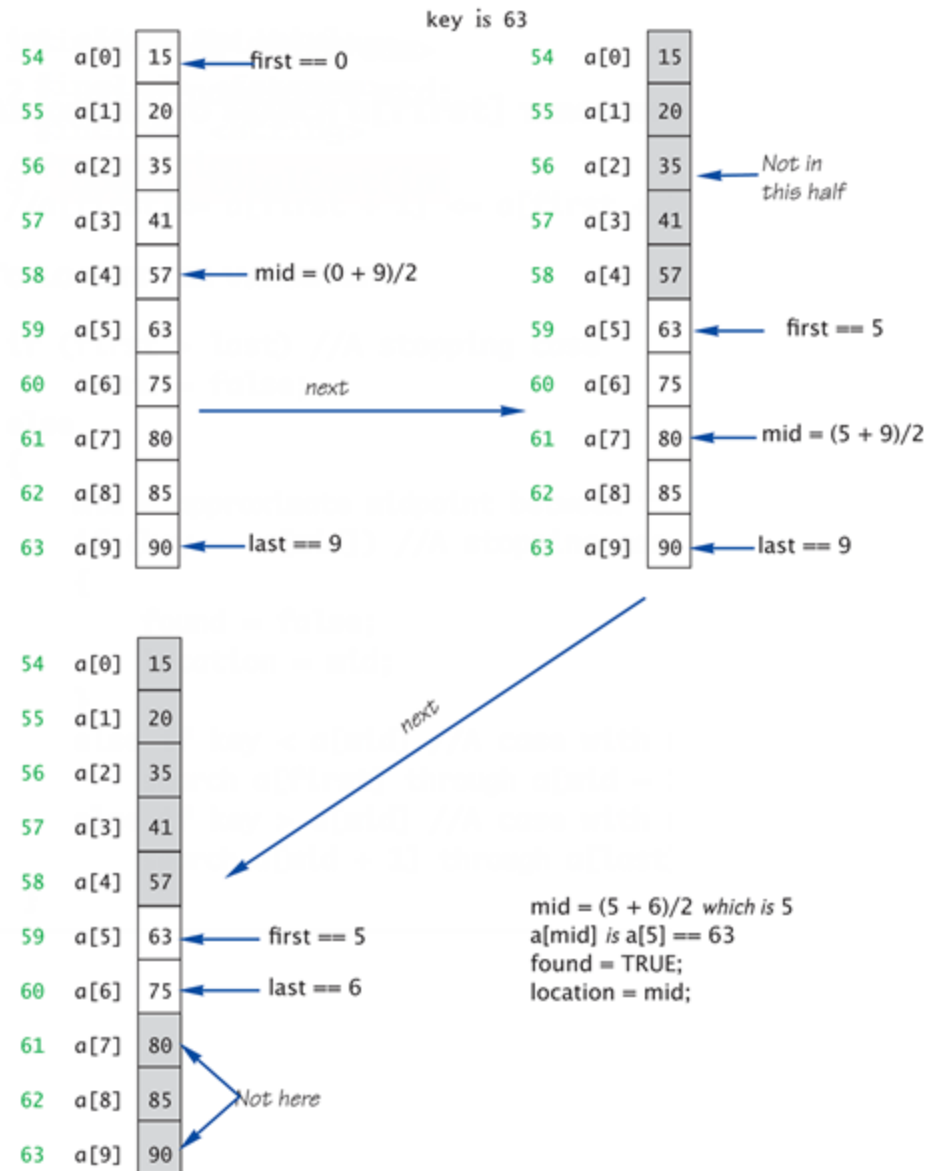 key is 63
54 a[0] 15 first == 0
55 a[1] 20
56 a[2] 35
57 a[3] 41
58 a[4] 57 mid = (0 + 9)/2
59 a[5] 63
60 a[6] 75
next
61 a[7] 80
62 a[8] 85
63 a[9] 90 last == 9
54 a[0] 15
55 a[1] 20
56 a[2] 35 Not in
this half
57 a[3] 41
58 a[4] 57
59 a[5] 63 first == 5
60 a[6] 75
61 a[7] 80 mid = (5 + 9)/2
62 a[8] 85
63 a[9] 90 last == 9
next
54 a[0] 15
55 a[1] 20
56 a[2] 35
57 a[3] 41
58 a[4] 57
59 a[5] 63 first == 5
60 a[6] 75 last == 6
61 a[7] 80
62 a[8] 85 Not here
63 a[9] 90
mid = (5 + 6)/2 which is 5
a[mid] is a[5] == 63
found = TRUE;
location = mid;